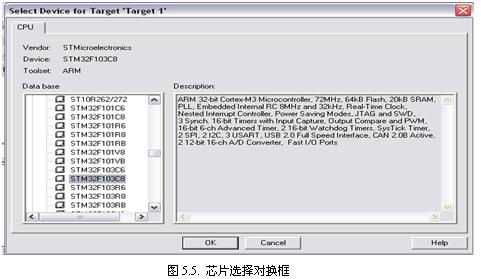 Select Device for Target 'Target 1'
CPU
Vendor: STMicroelectronics
Device: STM32F103C8
Toolset: ARM
Data base
Description:
ST10R262/272
STM32F101C6
STM32F101C8
STM32F101R6
STM32F101R8
STM32F101RB
STM32F101V8
STM32F101VB
STM32F103C6
STM32F103C8
STM32F103R6
STM32F103R8
STM32F103RB
ARM 32-bit Cortex-M3 Microcontroller, 72MHz, 64kB Flash, 20kB SRAM,
PLL, Embedded Internal RC 8MHz and 32kHz, Real-Time Clock,
Nested Interrupt Controller, Power Saving Modes, JTAG and SWD,
3 Synch. 16-bit Timers with Input Capture, Output Compare and PWM,
16-bit 6-ch Advanced Timer, 2 16-bit Watchdog Timers, SysTick Timer,
2 SPI, 2 I2C, 3 USART, USB 2.0 Full Speed Interface, CAN 2.0B Active,
2 12-bit 16-ch A/D Converter, Fast I/O Ports
OK
Cancel
Help
图 5.5. 芯片选择对换框